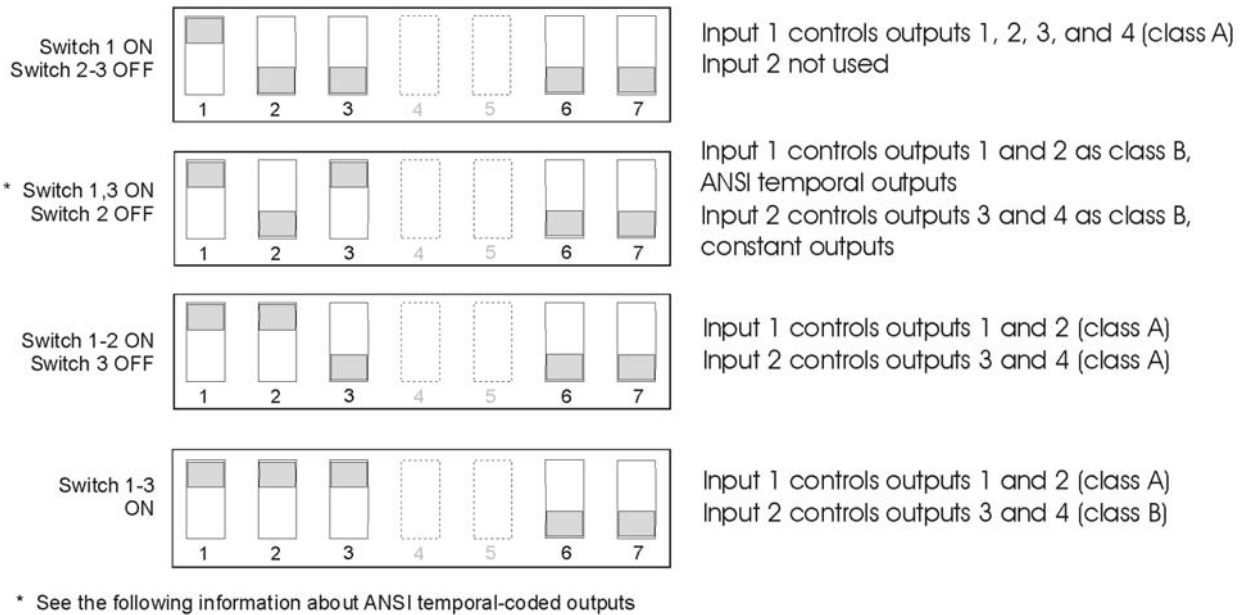 Switch 1 ON
Switch 2-3 OFF
1 2 3 4 5 6 7
Input 1 controls outputs 1, 2, 3, and 4 (class A)
Input 2 not used
* Switch 1,3 ON
Switch 2 OFF
1 2 3 4 5 6 7
Input 1 controls outputs 1 and 2 as class B,
ANSI temporal outputs
Input 2 controls outputs 3 and 4 as class B,
constant outputs
Switch 1-2 ON
Switch 3 OFF
1 2 3 4 5 6 7
Input 1 controls outputs 1 and 2 (class A)
Input 2 controls outputs 3 and 4 (class A)
Switch 1-3
ON
1 2 3 4 5 6 7
Input 1 controls outputs 1 and 2 (class A)
Input 2 controls outputs 3 and 4 (class B)
* See the following information about ANSI temporal-coded outputs